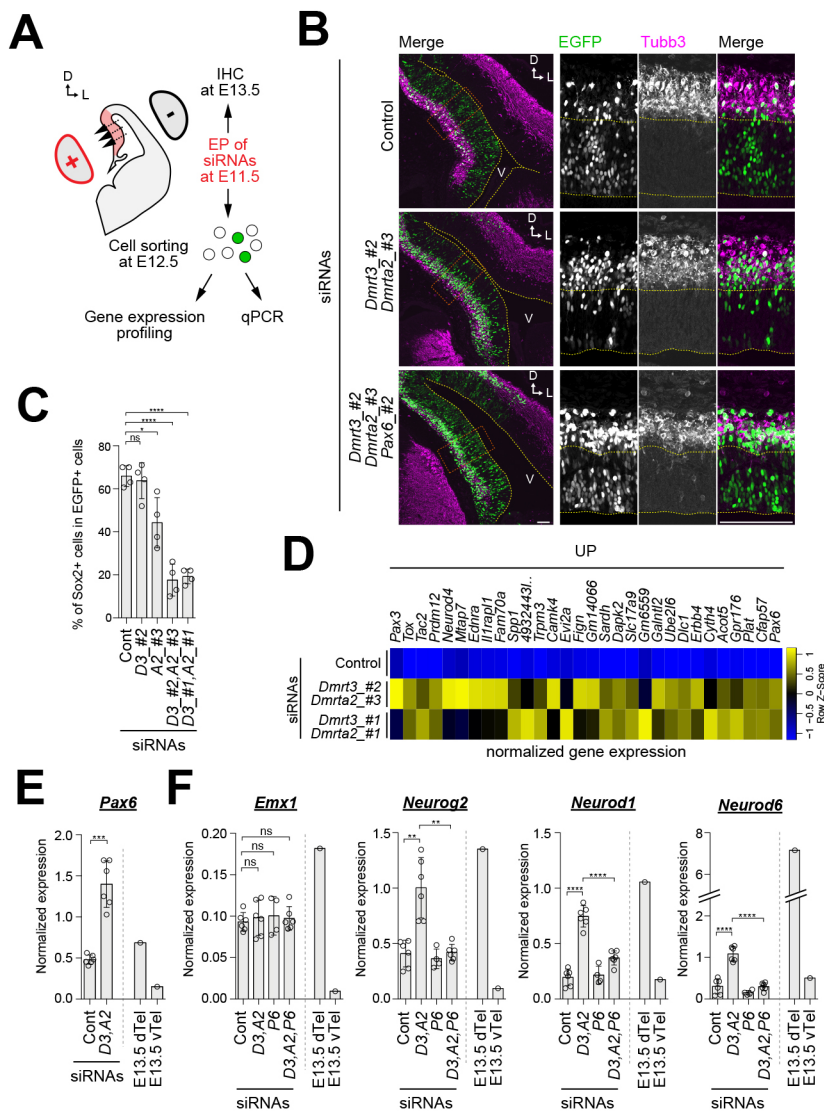 A
D
L
IHC
at E13.5
-
+
EP of
siRNAs
at E11.5
Cell sorting
at E12.5
Gene expression
profiling
qPCR
B
Merge
EGFP
Tubb3
Merge
siRNAs
Control
D
L
V
Dmrt3_#2
Dmrta2_#3
D
L
V
Dmrt3_#2
Dmrta2_#3
Pax6_#2
D
L
V
C
% of Sox2+ cells in EGFP+ cells
80
60
40
20
0
ns
*
****
****
Cont
D3_#2
A2_#3
D3_#2,A2_#3
D3_#1,A2_#1
siRNAs
D
UP
Pax3
Tox
Tac2
Prdm12
Neurod4
Mtap7
Ednra
Il1rapl1
Fam70a
Spp1
4932443I..
Trpm3
Camk4
Evi2a
Fign
Gm14066
Sardh
Dapk2
Slc17a9
Gm6559
Galntl2
Ube2l6
Dlc1
Erbb4
Cyth4
Acot5
Gpr176
Plat
Cfap57
Pax6
Control
siRNAs
Dmrt3_#2
Dmrta2_#3
Dmrt3_#1
Dmrta2_#1
normalized gene expression
1
0.5
0
-0.5
-1
Row Z-Score
E
Pax6
Normalized expression
2.0
1.5
1.0
0.5
0.0
***
Cont
D3,A2
E13.5 dTel
E13.5 vTel
siRNAs
F
Emx1
Normalized expression
0.20
0.15
0.10
0.05
0.00
ns
ns
ns
Cont
D3,A2
P6
D3,A2,P6
E13.5 dTel
E13.5 vTel
siRNAs
Neurog2
Normalized expression
2.0
1.5
1.0
0.5
0.0
**
**
Cont
D3,A2
P6
D3,A2,P6
E13.5 dTel
E13.5 vTel
siRNAs
Neurod1
Normalized expression
1.5
1.0
0.5
0.0
****
****
Cont
D3,A2
P6
D3,A2,P6
E13.5 dTel
E13.5 vTel
siRNAs
Neurod6
Normalized expression
8
6
2
1
0
****
****
Cont
D3,A2
P6
D3,A2,P6
E13.5 dTel
E13.5 vTel
siRNAs